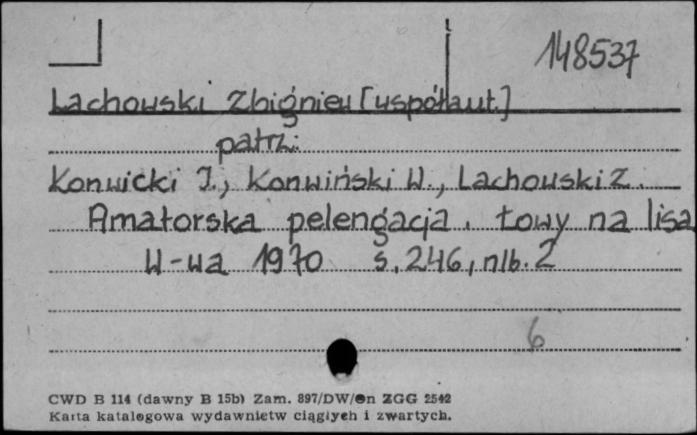 148537
Lachowski Zbigniew [współaut.]
patrz:
Konwicki J., Konwiński W., Lachowski Z.
Amatorska pelengacja. Łowy na lisa
W-wa 1970 s. 246, nlb. 2
6
CWD B 114 (dawny B 15b) Zam. 897/DW/on ZGG 2542
Karta katalogowa wydawnictw ciągłych i zwartych.